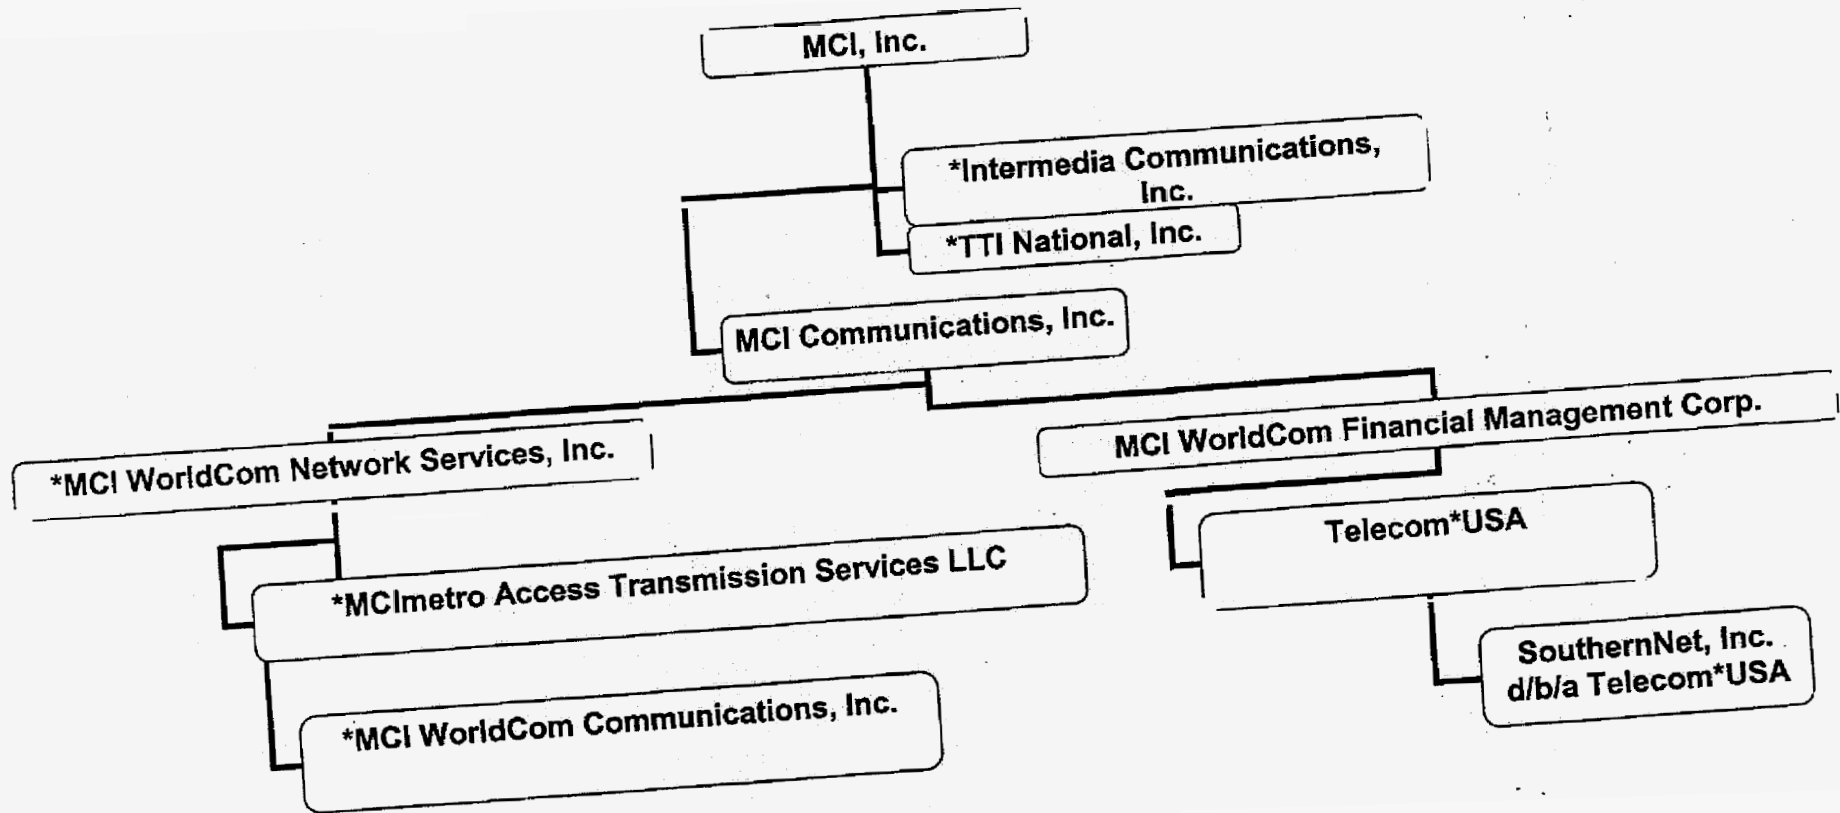 MCI, Inc.
*Intermedia Communications,
Inc.
*TTI National, Inc.
MCI Communications, Inc.
*MCI WorldCom Network Services, Inc.
MCI WorldCom Financial Management Corp.
*MCImetro Access Transmission Services LLC
Telecom*USA
*MCI WorldCom Communications, Inc.
SouthernNet, Inc.
d/b/a Telecom*USA